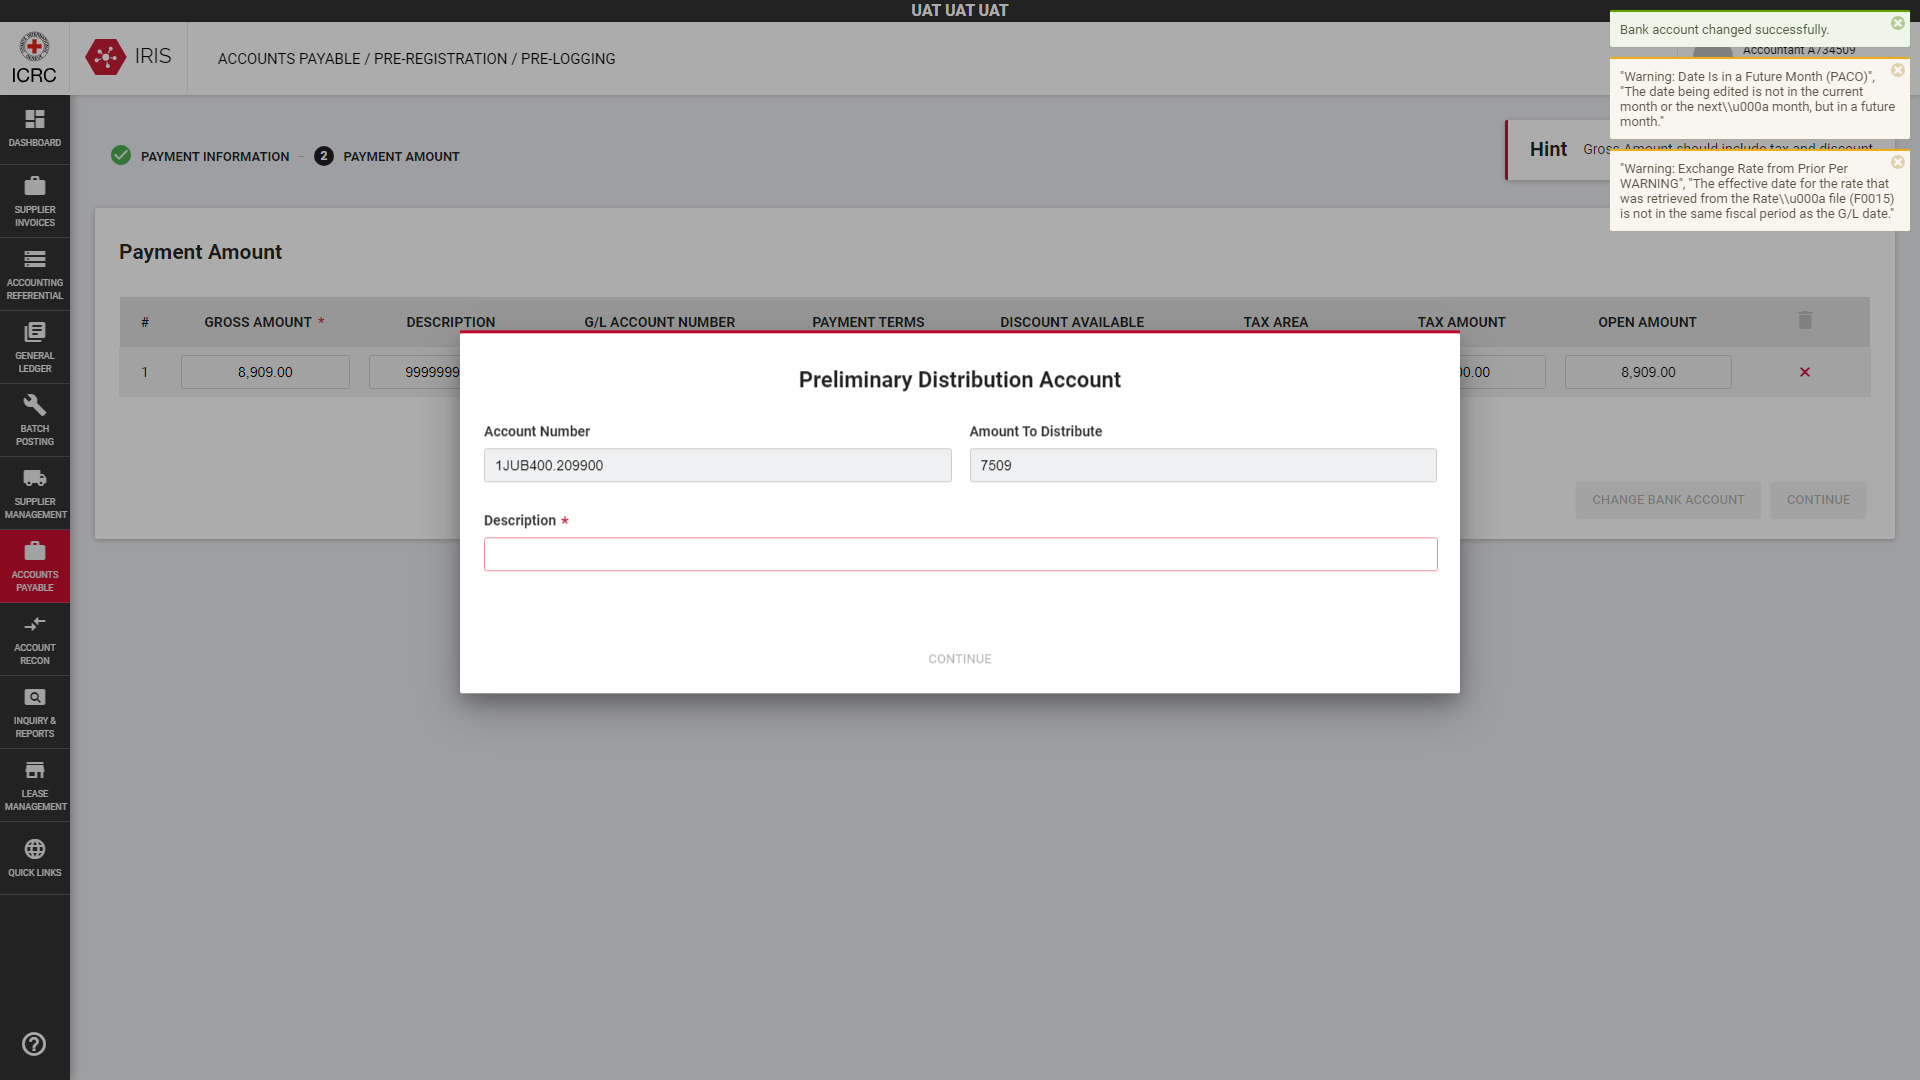 UAT UAT UAT
ICRC
IRIS
ACCOUNTS PAYABLE / PRE-REGISTRATION / PRE-LOGGING
Accountant A734509
Bank account changed successfully.
"Warning: Date Is in a Future Month (PACO)",
"The date being edited is not in the current
month or the next\\u000a month, but in a future
month."
"Warning: Exchange Rate from Prior Per
WARNING", "The effective date for the rate that
was retrieved from the Rate\\u000a file (F0015)
is not in the same fiscal period as the G/L date."
DASHBOARD
SUPPLIER
INVOICES
ACCOUNTING
REFERENTIAL
GENERAL
LEDGER
BATCH
POSTING
SUPPLIER
MANAGEMENT
ACCOUNTS
PAYABLE
ACCOUNT
RECON
INQUIRY &
REPORTS
LEASE
MANAGEMENT
QUICK LINKS
PAYMENT INFORMATION
2 PAYMENT AMOUNT
Hint Gross Amount should include tax and discount
Payment Amount
# GROSS AMOUNT * DESCRIPTION G/L ACCOUNT NUMBER PAYMENT TERMS DISCOUNT AVAILABLE TAX AREA TAX AMOUNT OPEN AMOUNT
1 8,909.00 9999999 00.00 8,909.00
CHANGE BANK ACCOUNT CONTINUE
Preliminary Distribution Account
Account Number Amount To Distribute
1JUB400.209900 7509
Description *
CONTINUE